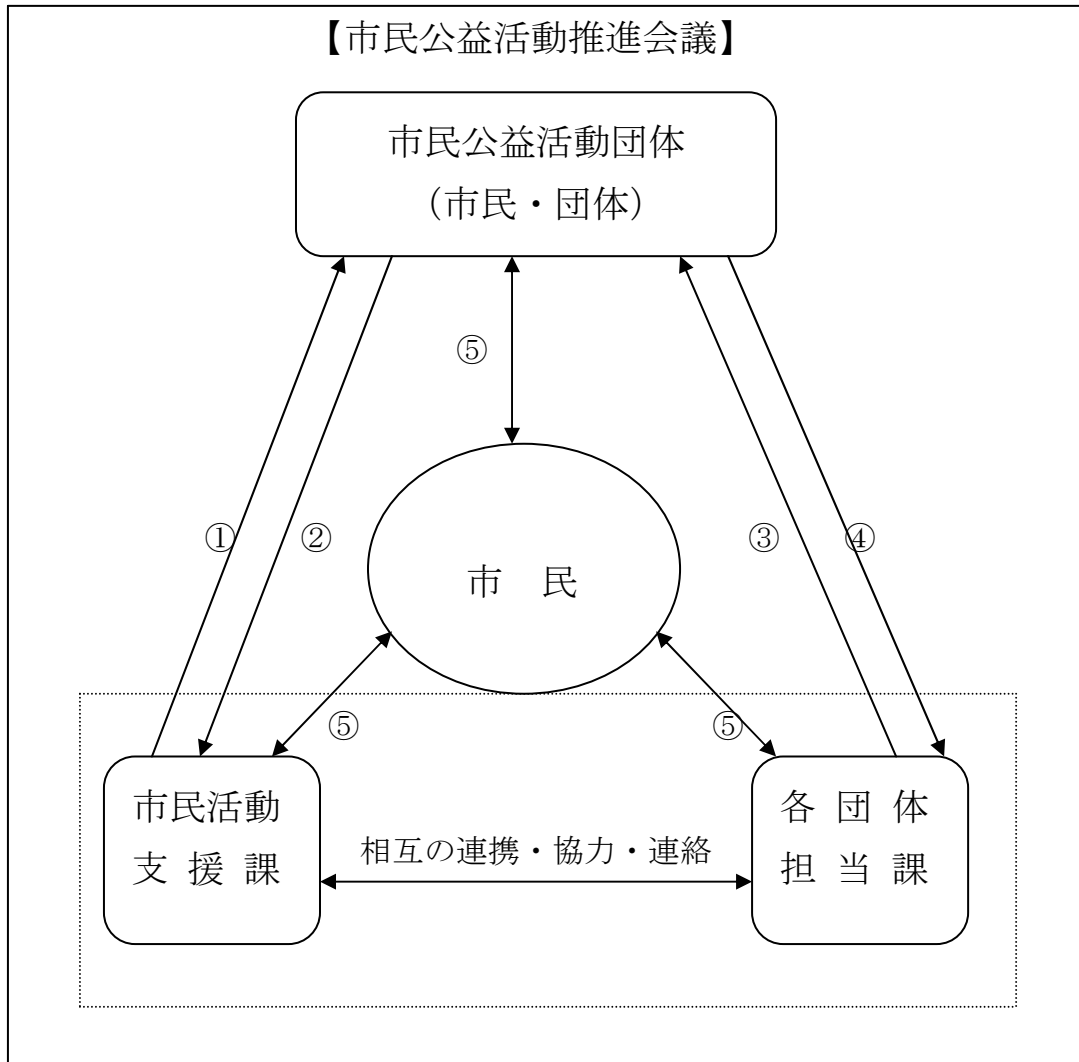 【市民公益活動推進会議】
市民公益活動団体
（市民・団体）
⑤
① ② ③ ④
市 民
⑤ ⑤
市民活動
支 援 課
相互の連携・協力・連絡
各 団 体
担 当 課